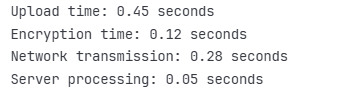 Upload time: 0.45 seconds
Encryption time: 0.12 seconds
Network transmission: 0.28 seconds
Server processing: 0.05 seconds